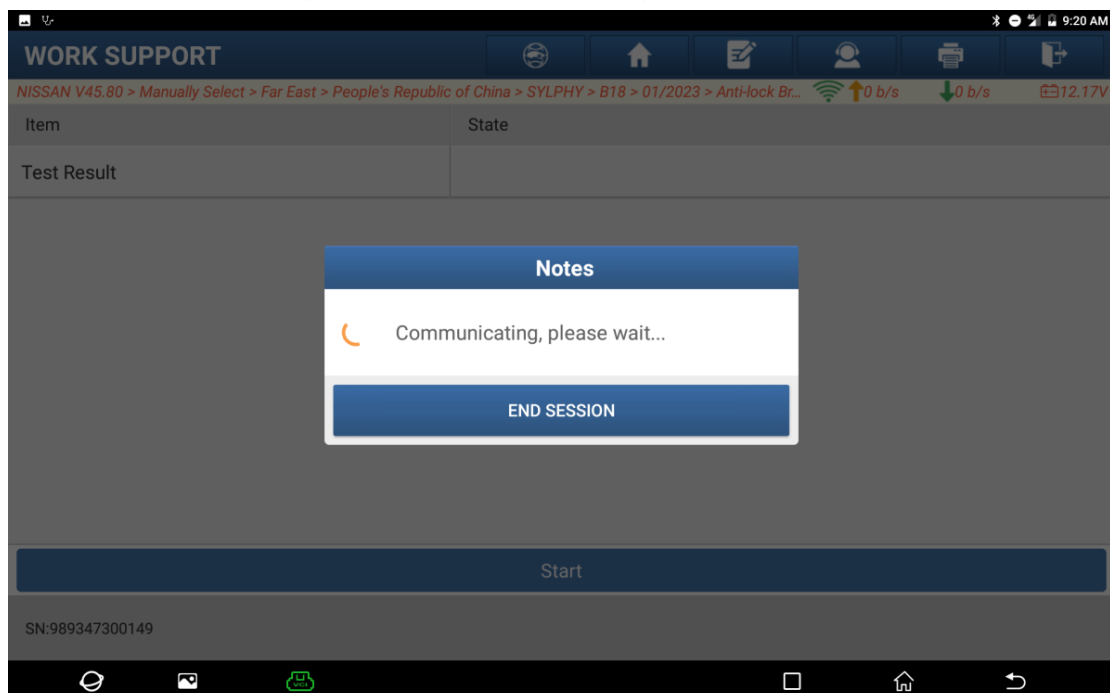 9:20 AM
WORK SUPPORT
NISSAN V45.80 > Manually Select > Far East > People's Republic of China > SYLPHY > B18 > 01/2023 > Anti-lock Br... 0 b/s 0 b/s 12.17V
Item State
Test Result
Notes
Communicating, please wait...
END SESSION
Start
SN:989347300149
VCI